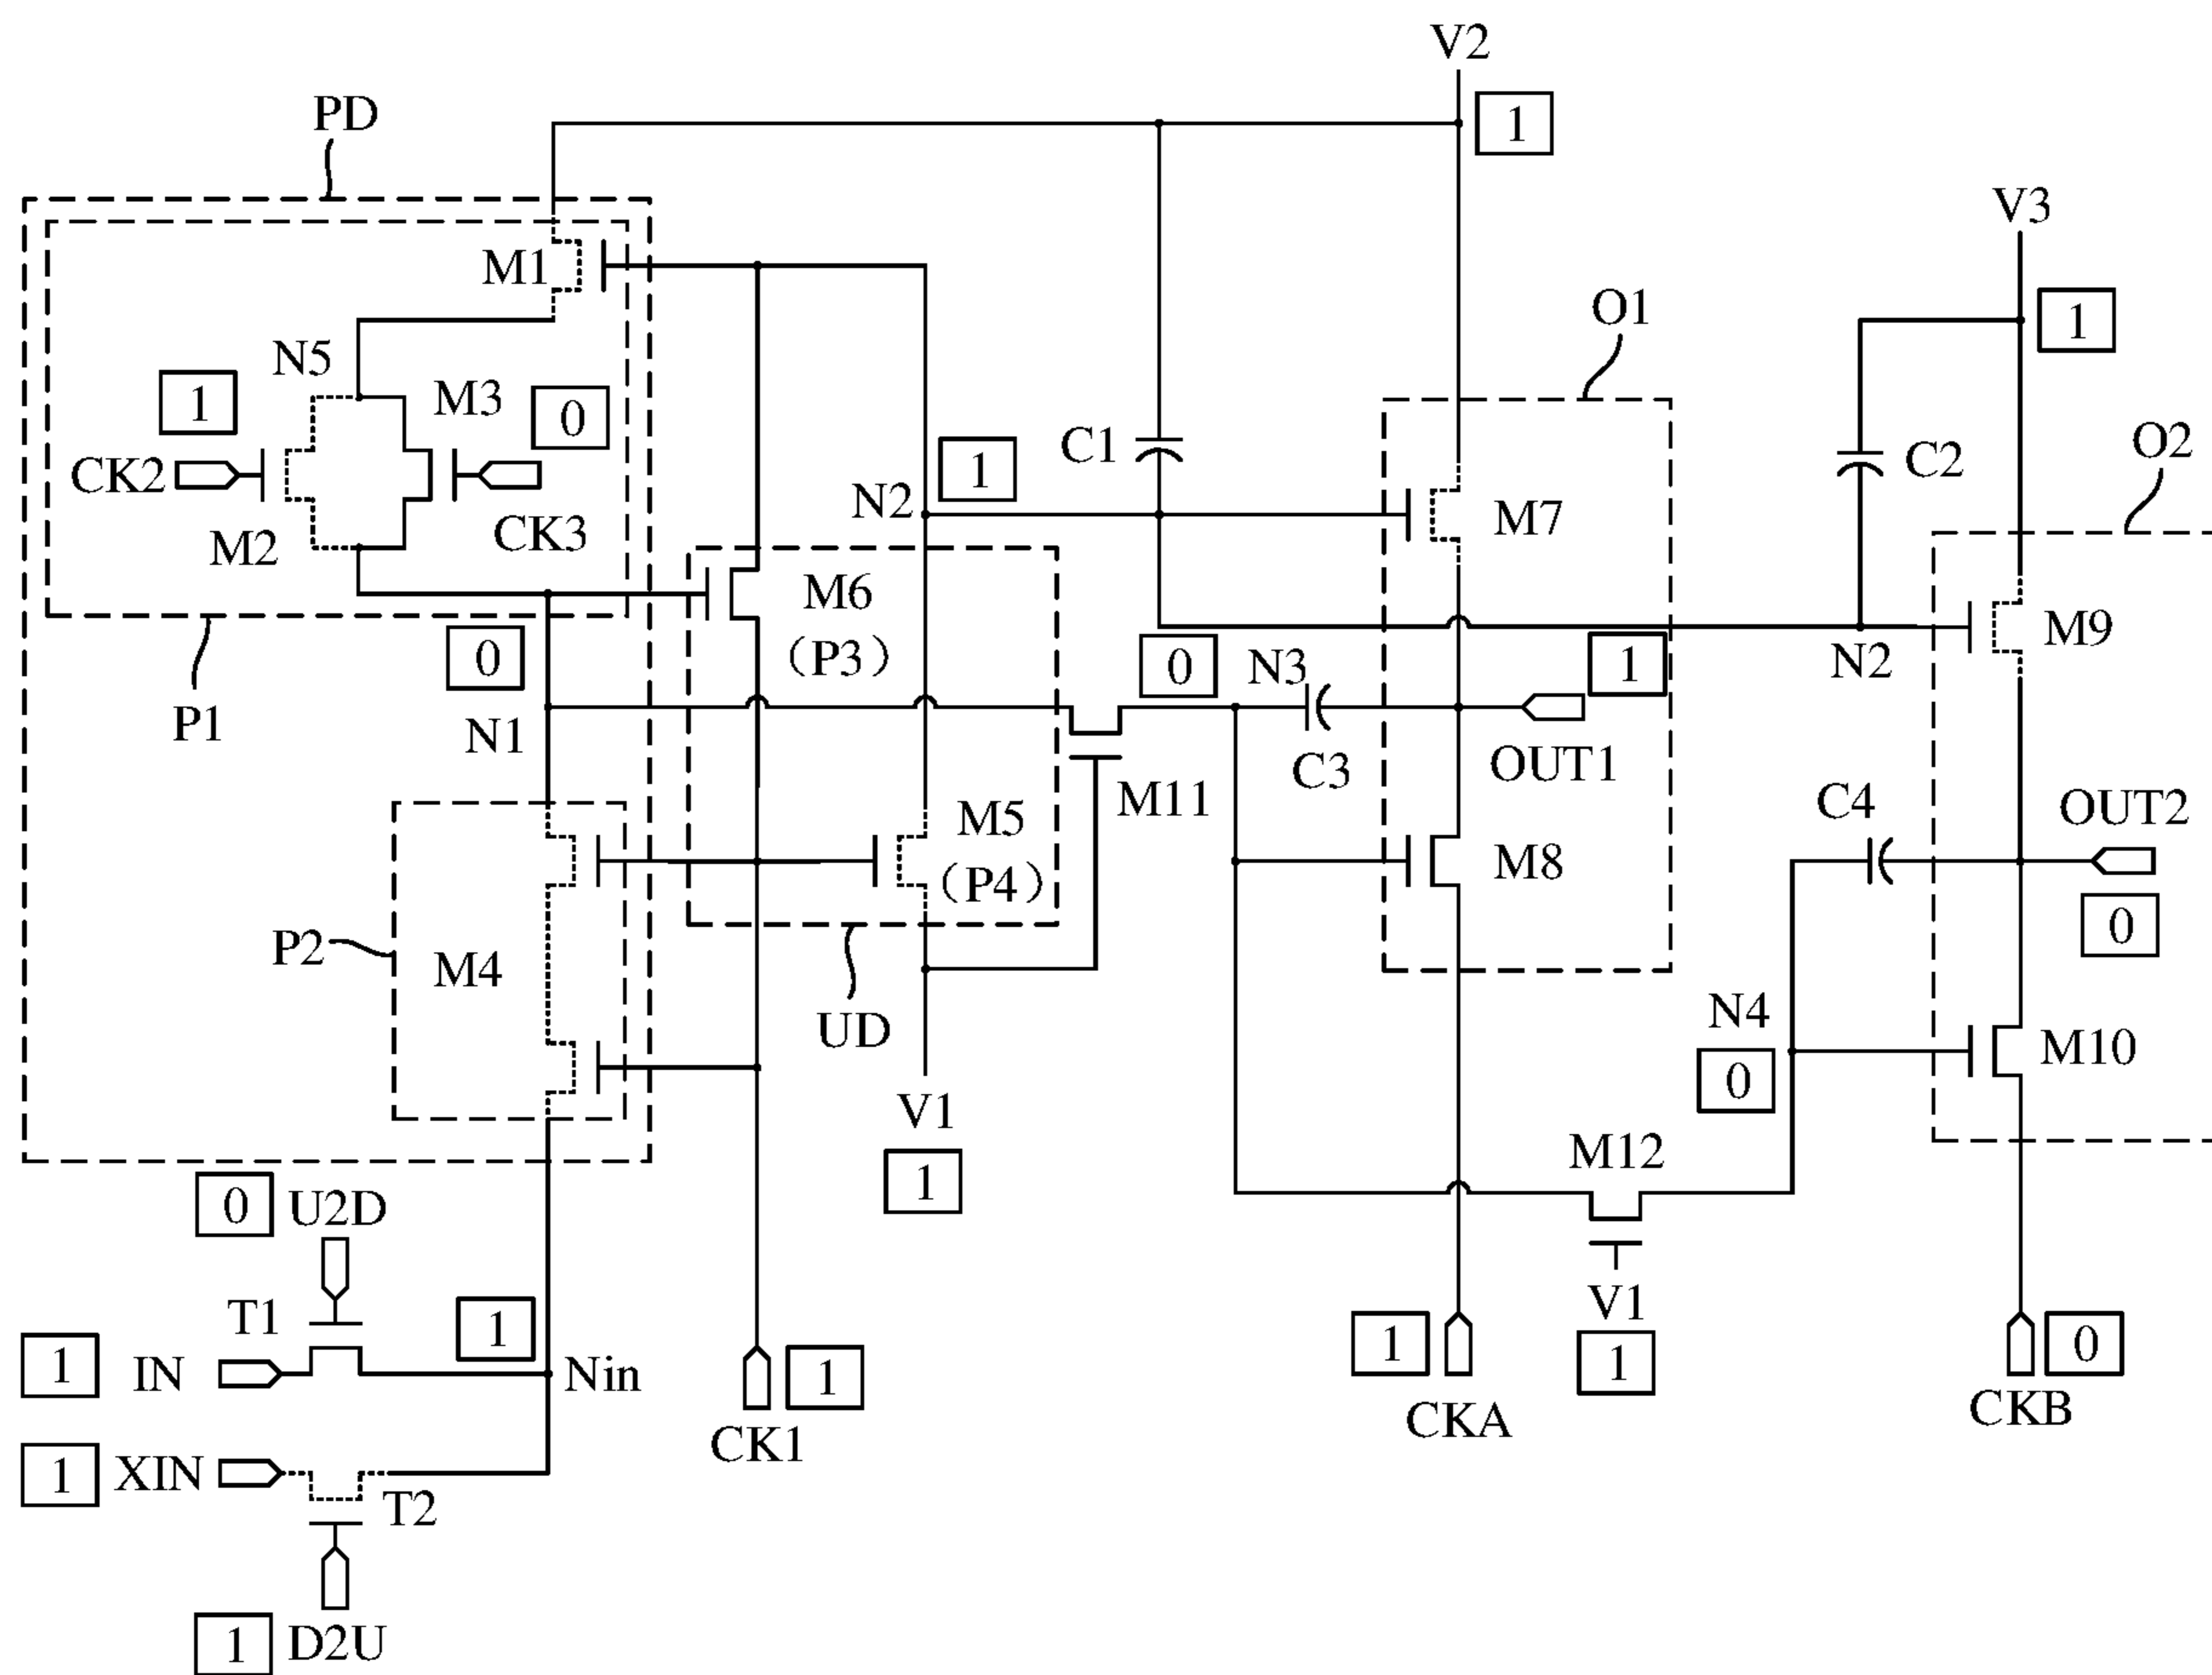 V2
1
PD
V3
M1
O1
1
N5
1
M3
0
O2
C1
1
C2
CK2
N2
M7
M2
CK3
M6
(P3)
M9
0
0
N3
1
N2
P1
N1
C3
OUT1
M11
M5
C4
OUT2
(P4)
M8
0
P2
M4
N4
UD
M10
0
V1
M12
1
0
U2D
T1
1
V1
1
IN
Nin
1
1
1
0
CKA
CKB
CK1
1
XIN
T2
1
D2U